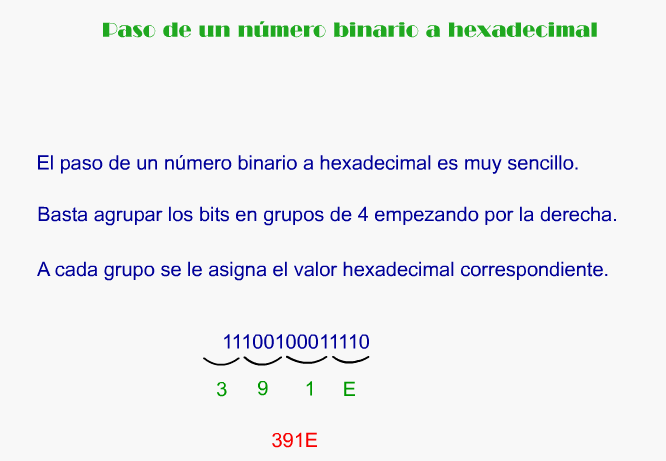 Paso de un número binario a hexadecimal
El paso de un número binario a hexadecimal es muy sencillo.
Basta agrupar los bits en grupos de 4 empezando por la derecha.
A cada grupo se le asigna el valor hexadecimal correspondiente.
11100100011110
3 9 1 E
391E